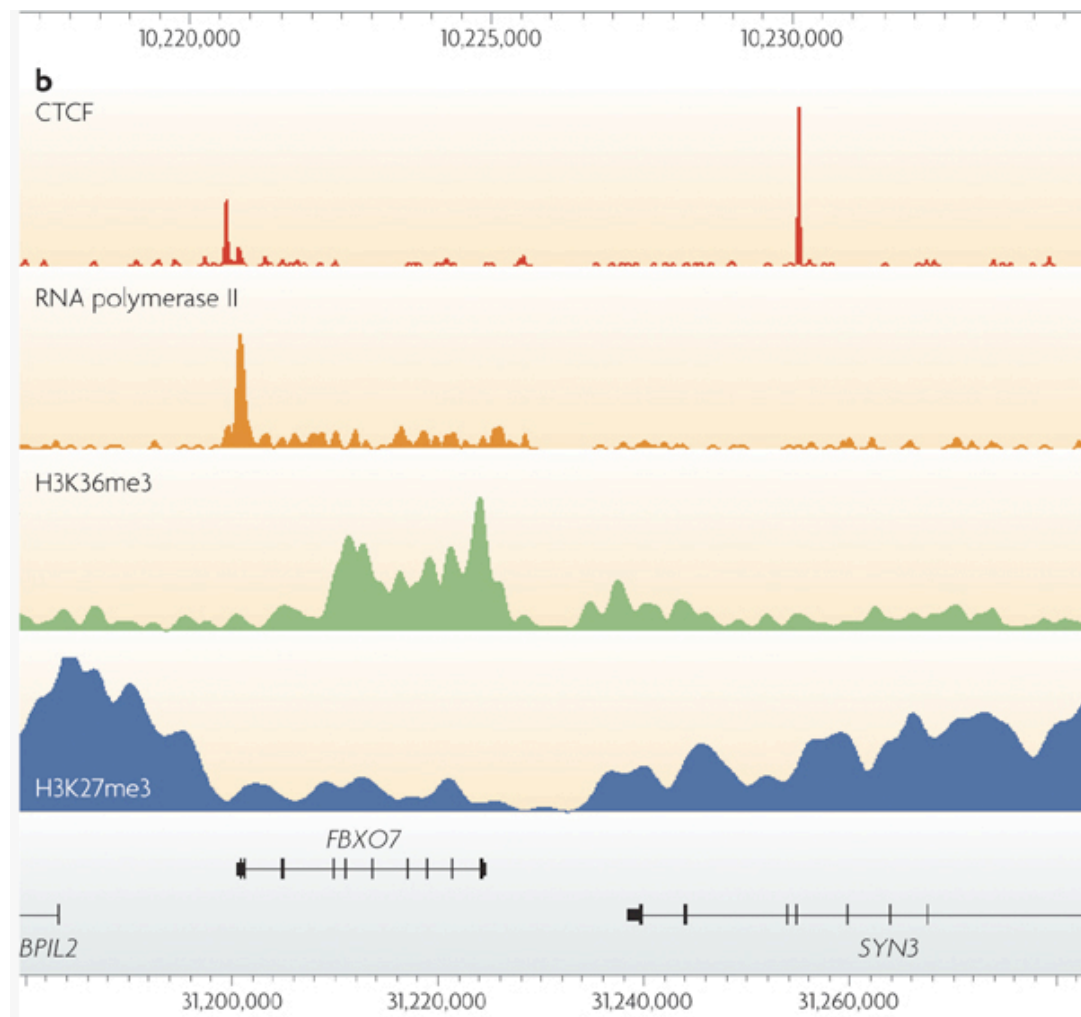 10,220,000 10,225,000 10,230,000
b
CTCF
RNA polymerase II
H3K36me3
H3K27me3
FBXO7
BPIL2 SYN3
31,200,000 31,220,000 31,240,000 31,260,000